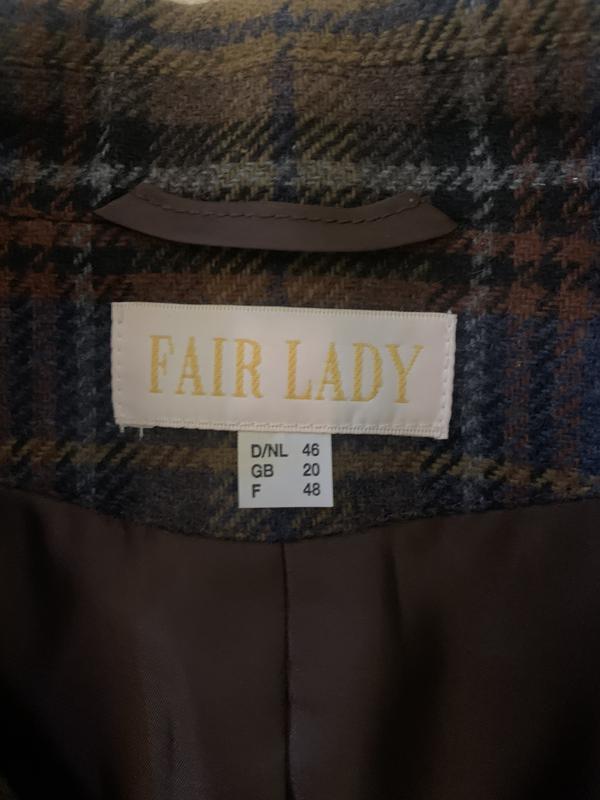 FAIR LADY
D/NL 46
GB 20
F 48